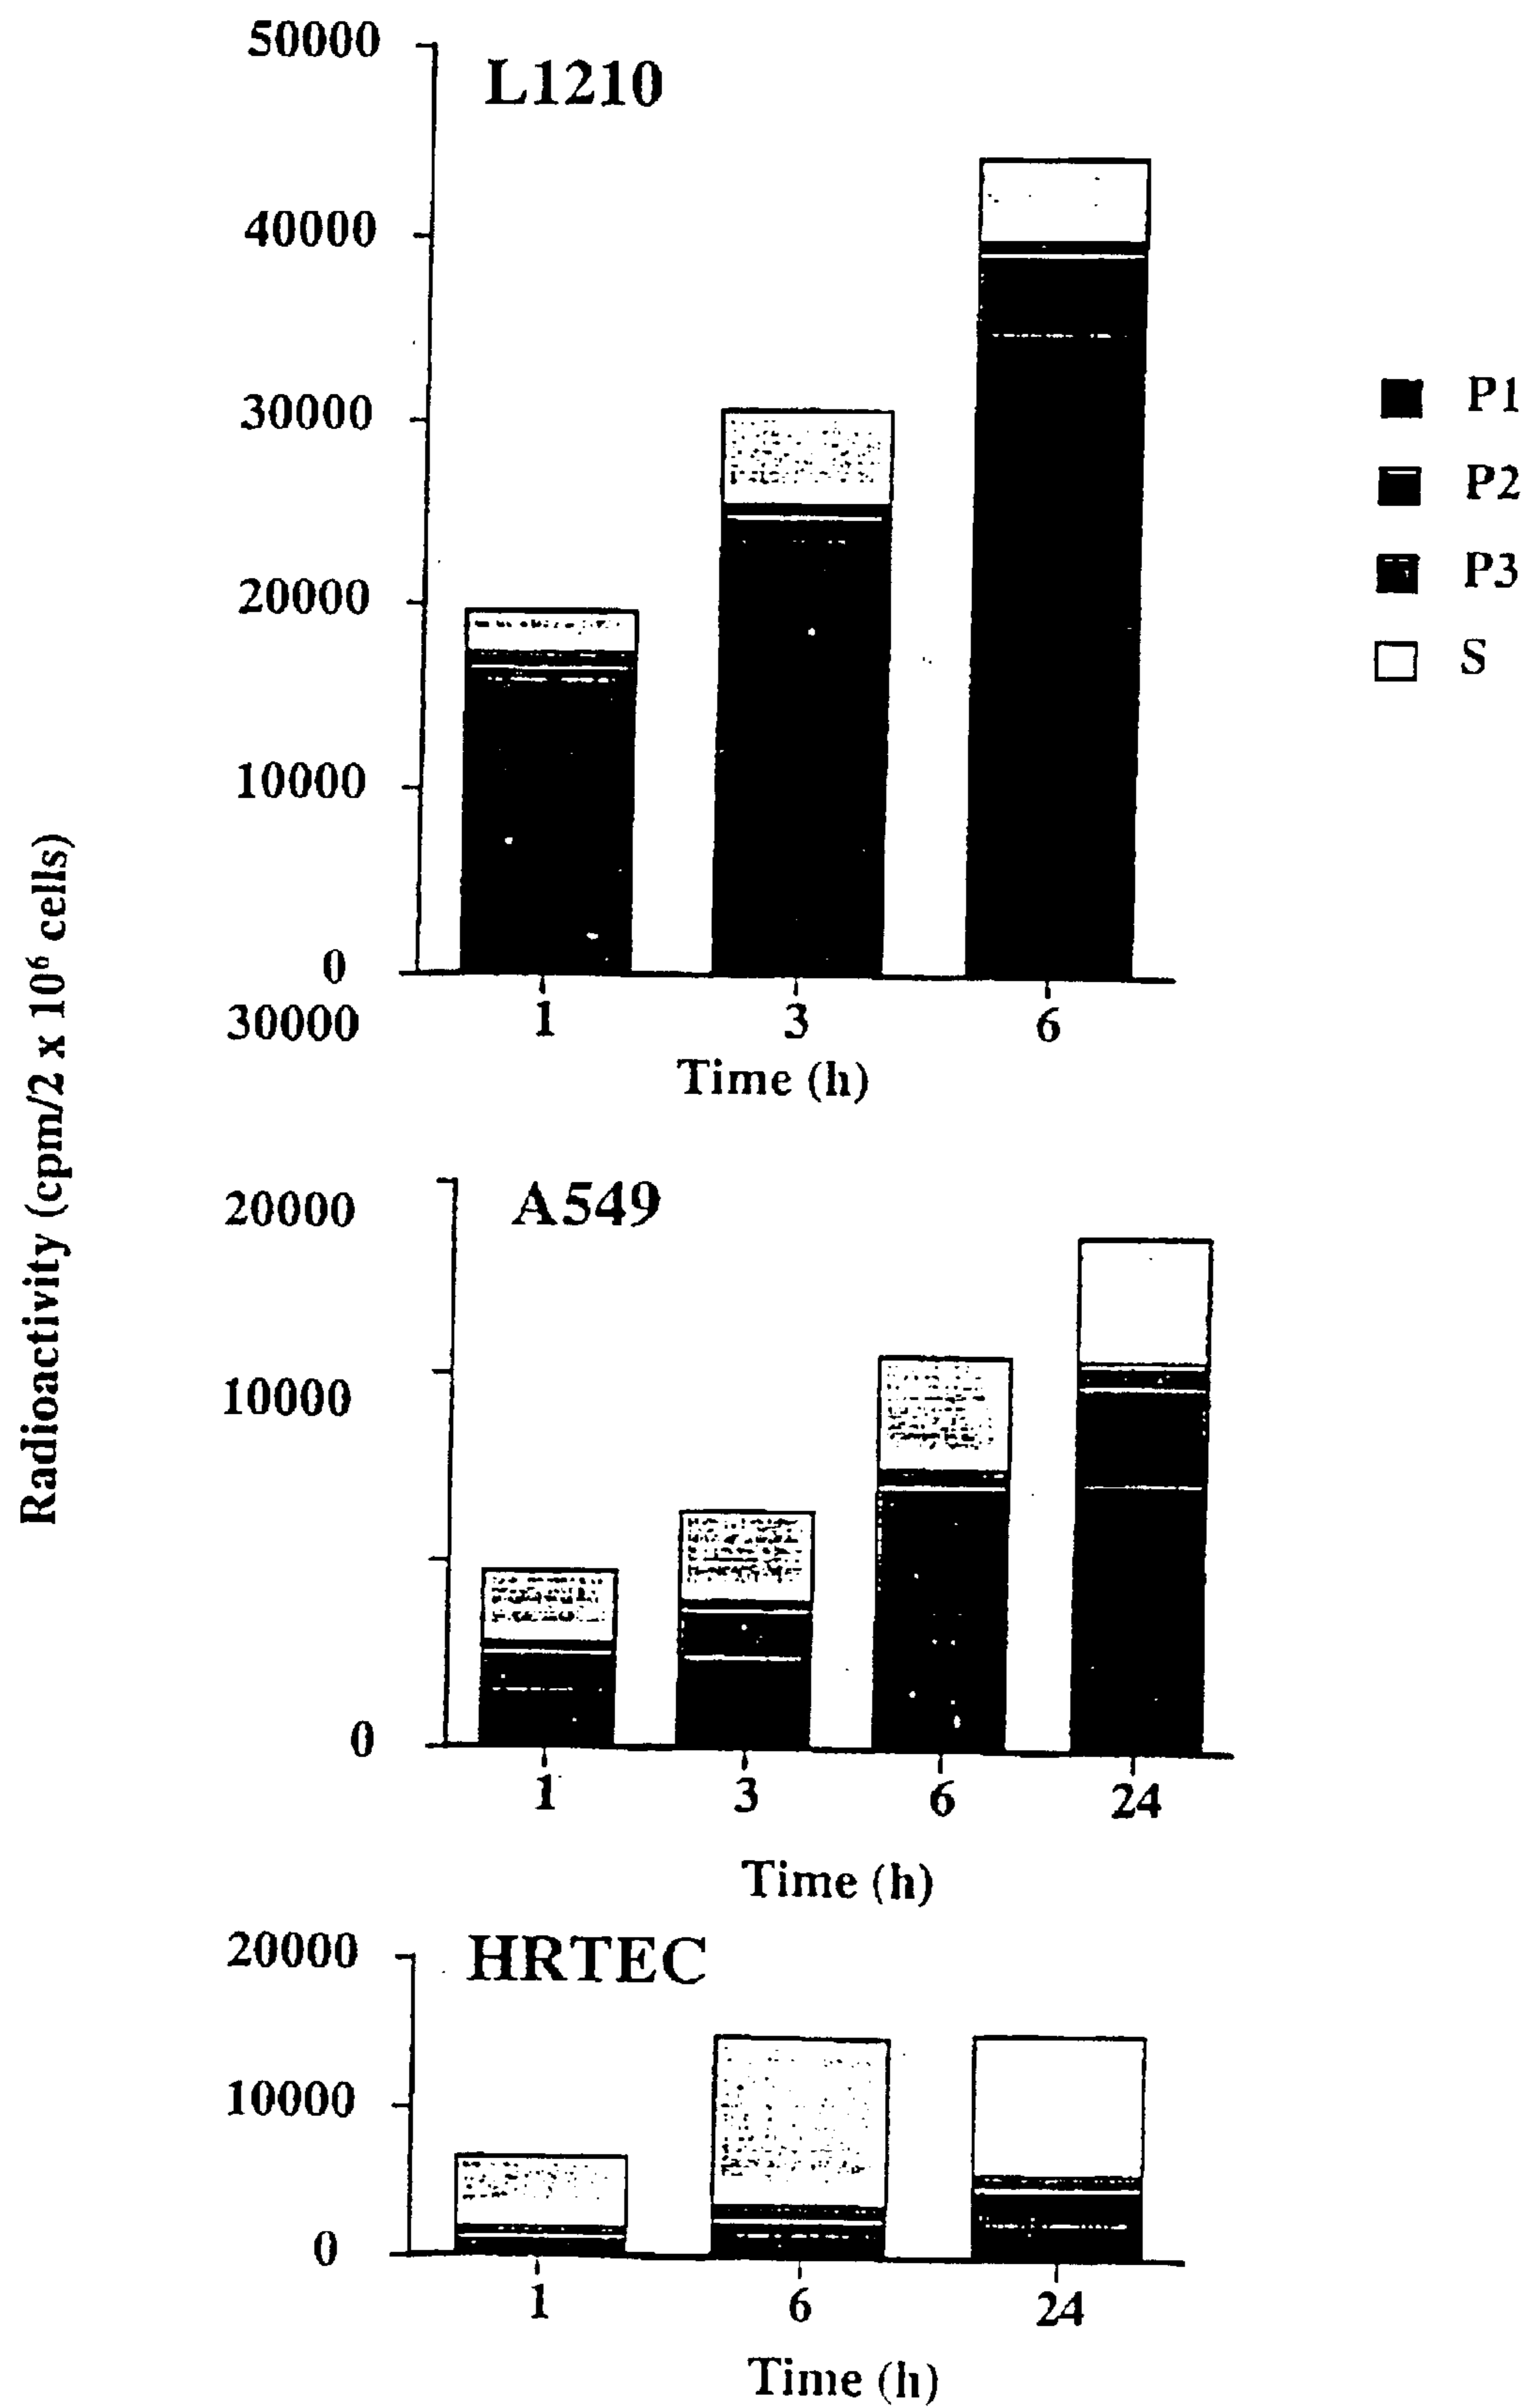 Radioactivity (cpm/2 x 10⁶ cells)
50000
L1210
40000
30000
20000
10000
0
1
3
6
Time (h)
P1
P2
P3
S
30000
A549
20000
10000
0
1
3
6
24
Time (h)
HRTEC
20000
10000
0
1
6
24
Time (h)